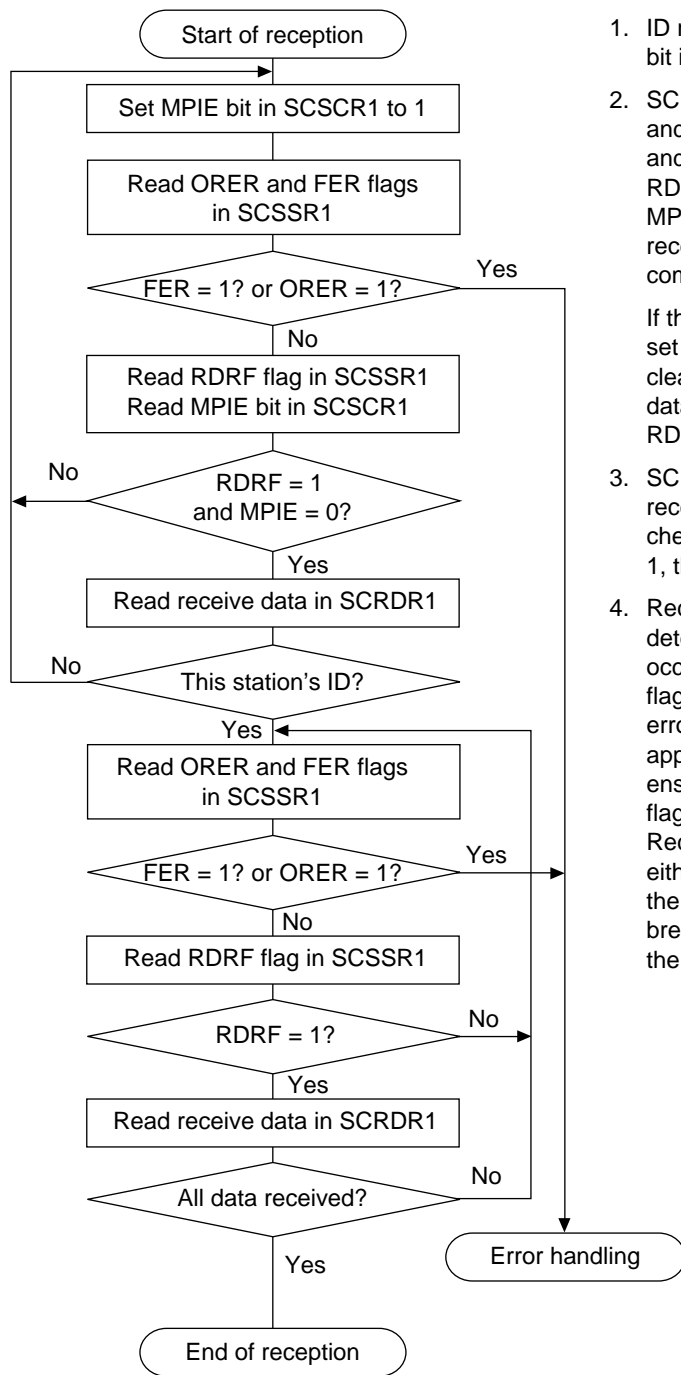 Start of reception
Set MPIE bit in SCSCR1 to 1
Read ORER and FER flags
in SCSSR1
FER = 1? or ORER = 1?
Yes
No
Read RDRF flag in SCSSR1
Read MPIE bit in SCSCR1
No
RDRF = 1
and MPIE = 0?
Yes
Read receive data in SCRDR1
No
This station's ID?
Yes
Read ORER and FER flags
in SCSSR1
FER = 1? or ORER = 1?
Yes
No
Read RDRF flag in SCSSR1
RDRF = 1?
No
Yes
Read receive data in SCRDR1
All data received?
No
Yes
Error handling
End of reception
1. ID
bit
2. SC
and
and
RD
MP
rece
com
If th
set
clea
data
RD
3. SC
rece
che
1, t
4. Rec
dete
occ
flag
erro
app
ens
flag
Rec
eith
the
bre
the